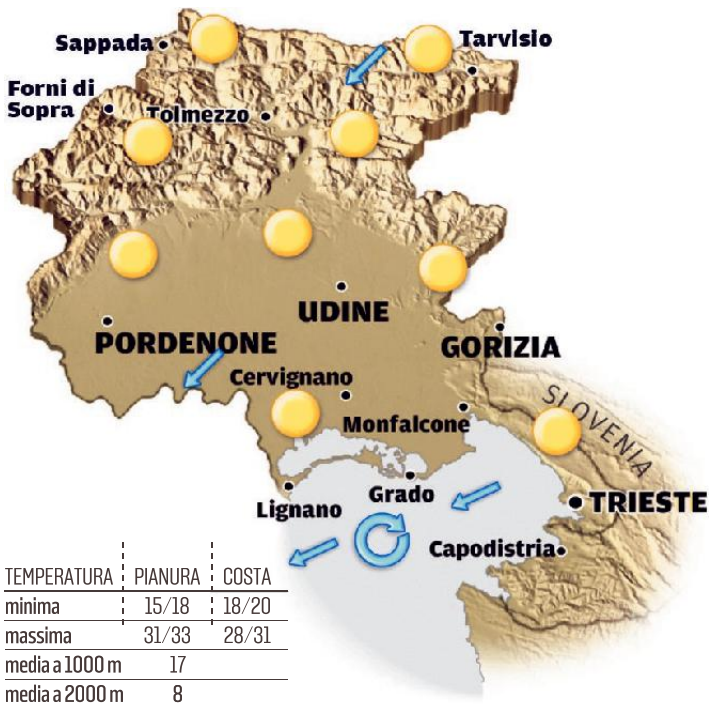 Sappada
Tarvisio
Forni di
Sopra
Tolmezzo
UDINE
PORDENONE
GORIZIA
Cervignano
SLOVENIA
Monfalcone
Grado
Lignano
TRIESTE
Capodistria
TEMPERATURA PIANURA COSTA
minima 15/18 18/20
massima 31/33 28/31
media a 1000 m 17
media a 2000 m 8